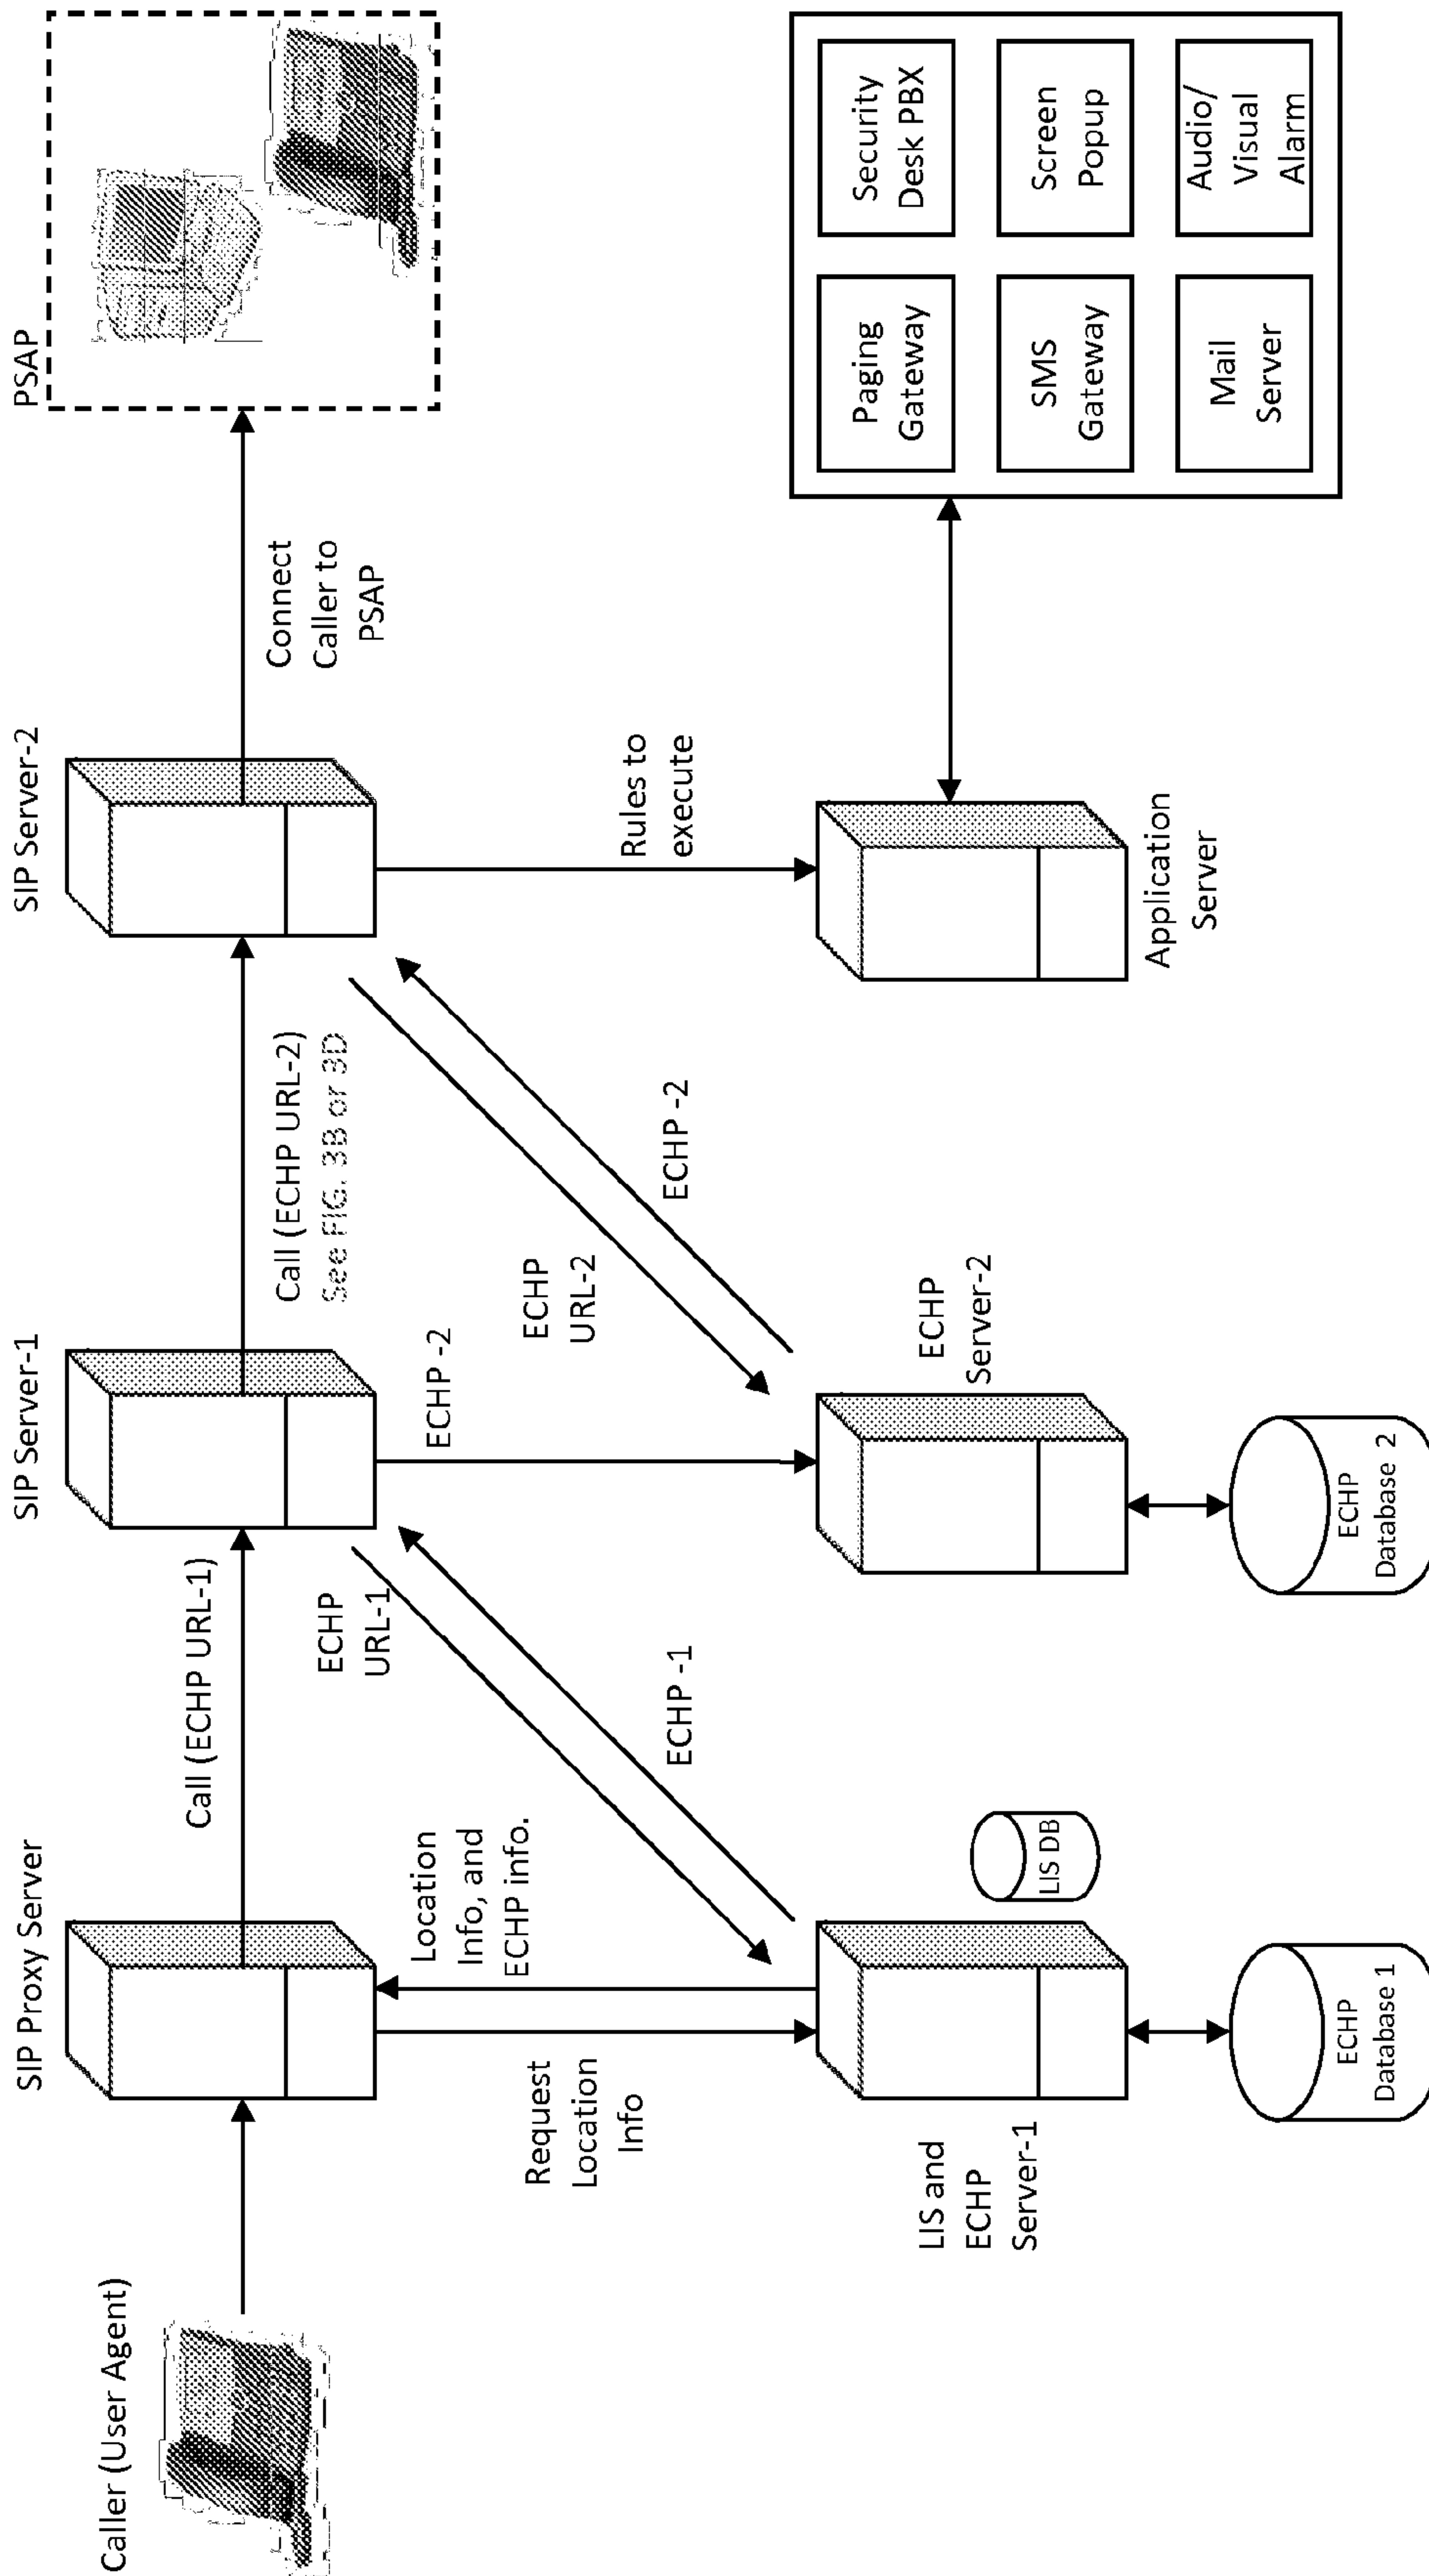 Caller (User Agent)
SIP Proxy Server
SIP Server-1
SIP Server-2
PSAP
Call (ECHP URL-1)
Call (ECHP URL-2)
See FIG. 3B or 3D
Connect
Caller to
PSAP
Request
Location
Info
Location
Info, and
ECHP info.
ECHP
URL-1
ECHP -1
ECHP -2
ECHP
URL-2
ECHP -2
Rules to
execute
LIS and
ECHP
Server-1
LIS DB
ECHP
Database 1
ECHP
Server-2
ECHP
Database 2
Application
Server
Paging
Gateway
Security
Desk PBX
SMS
Gateway
Screen
Popup
Mail
Server
Audio/
Visual
Alarm